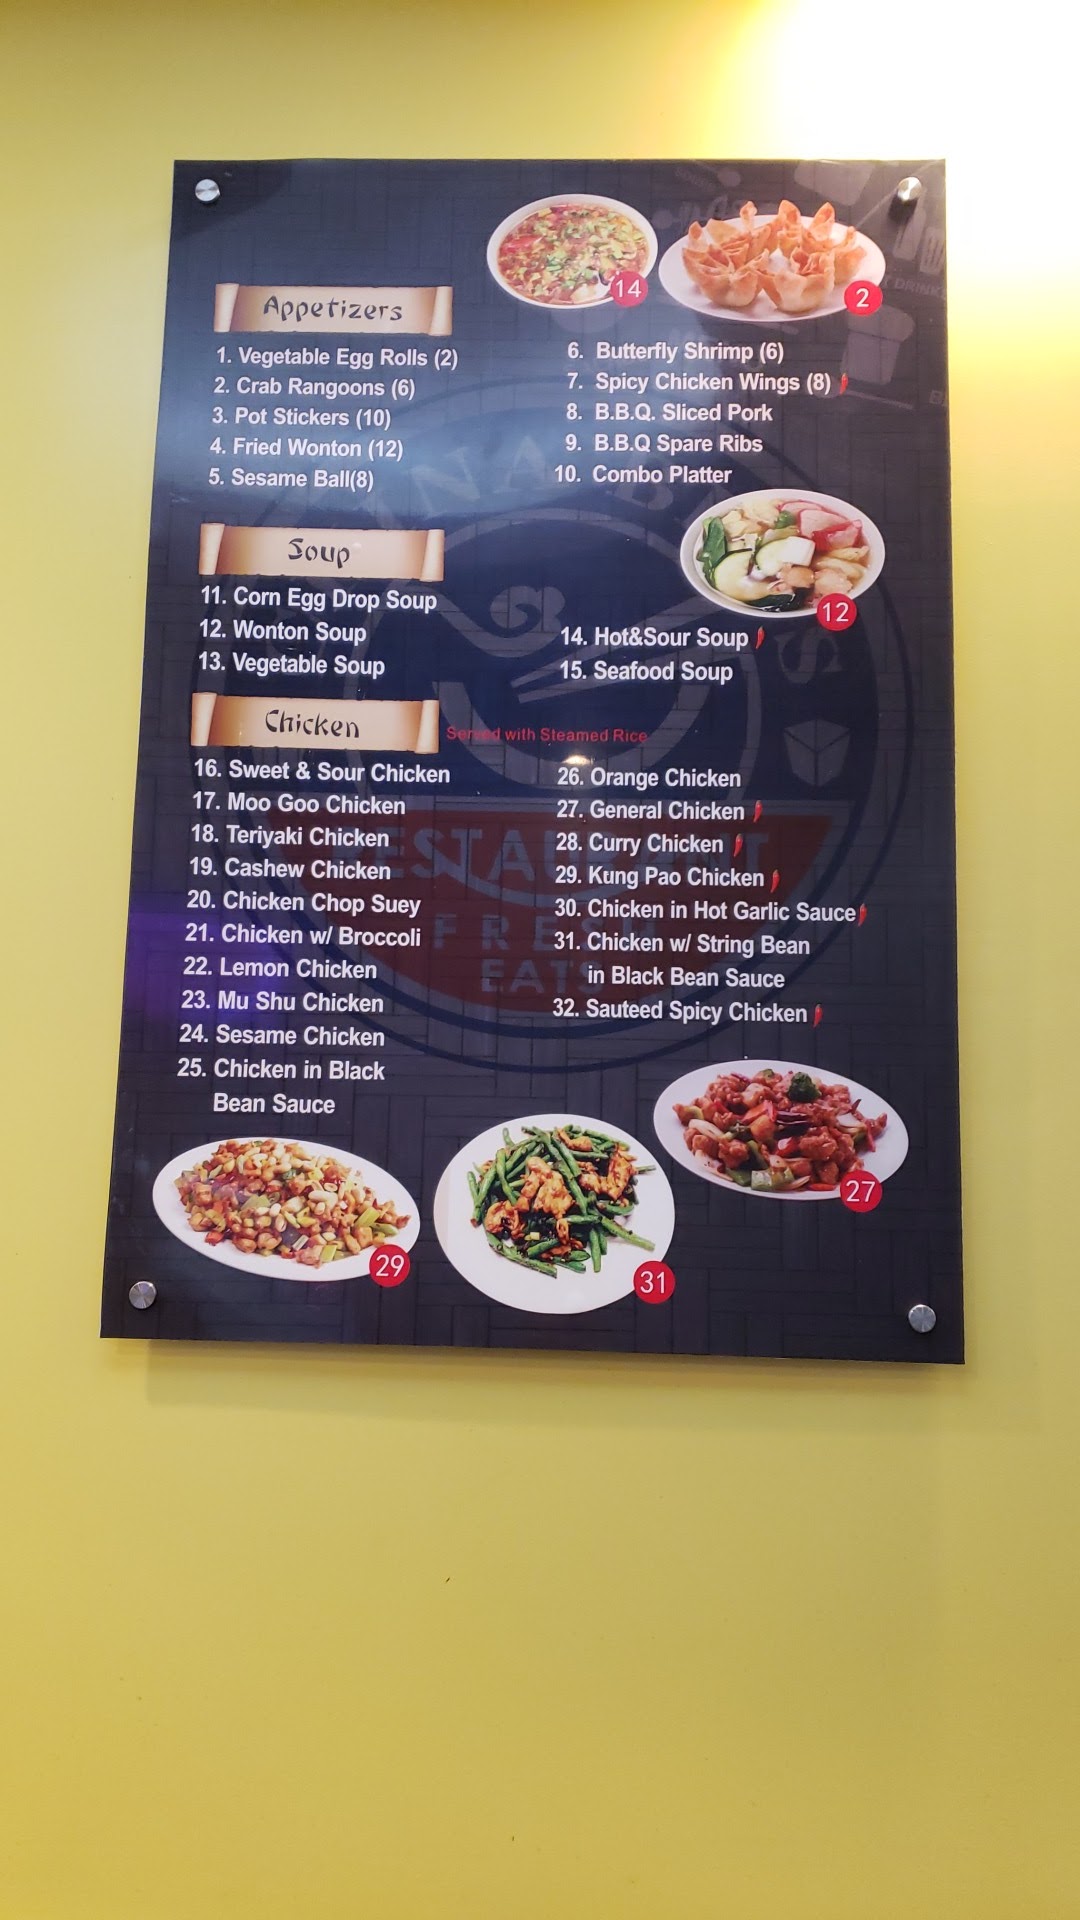 14
2
Appetizers
1. Vegetable Egg Rolls (2)
2. Crab Rangoons (6)
3. Pot Stickers (10)
4. Fried Wonton (12)
5. Sesame Ball(8)
6. Butterfly Shrimp (6)
7. Spicy Chicken Wings (8)
8. B.B.Q. Sliced Pork
9. B.B.Q Spare Ribs
10. Combo Platter
12
Soup
11. Corn Egg Drop Soup
12. Wonton Soup
13. Vegetable Soup
14. Hot&Sour Soup
15. Seafood Soup
Chicken
Served with Steamed Rice
16. Sweet & Sour Chicken
17. Moo Goo Chicken
18. Teriyaki Chicken
19. Cashew Chicken
20. Chicken Chop Suey
21. Chicken w/ Broccoli
22. Lemon Chicken
23. Mu Shu Chicken
24. Sesame Chicken
25. Chicken in Black
Bean Sauce
26. Orange Chicken
27. General Chicken
28. Curry Chicken
29. Kung Pao Chicken
30. Chicken in Hot Garlic Sauce
31. Chicken w/ String Bean
in Black Bean Sauce
32. Sauteed Spicy Chicken
FRESH
EATS
29
31
27